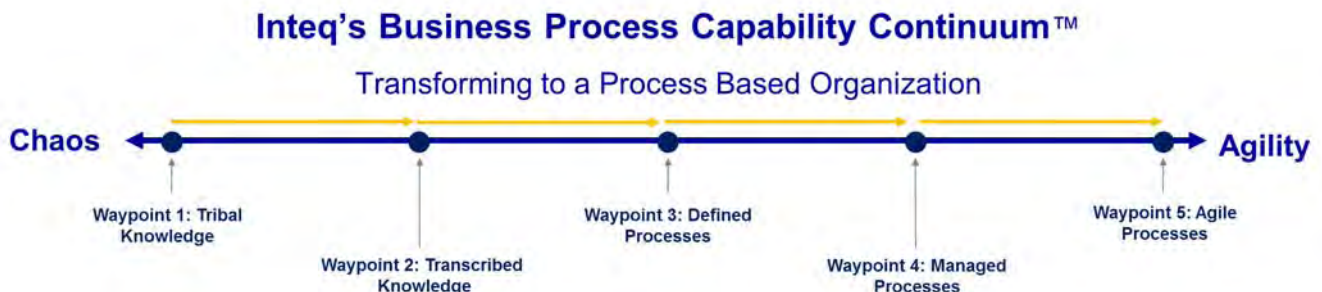 Inteq's Business Process Capability Continuum™
Transforming to a Process Based Organization
Chaos
Agility
Waypoint 1: Tribal
Knowledge
Waypoint 2: Transcribed
Knowledge
Waypoint 3: Defined
Processes
Waypoint 4: Managed
Processes
Waypoint 5: Agile
Processes